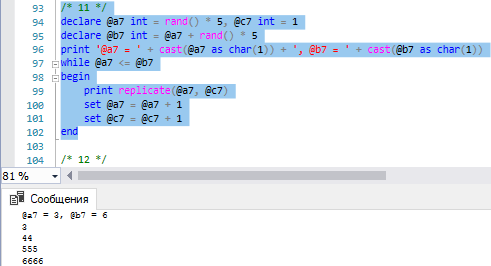 93 /* 11 */
94 declare @a7 int = rand() * 5, @c7 int = 1
95 declare @b7 int = @a7 + rand() * 5
96 print '@a7 = ' + cast(@a7 as char(1)) + ', @b7 = ' + cast(@b7 as char(1))
97 while @a7 <= @b7
98 begin
99 print replicate(@a7, @c7)
100 set @a7 = @a7 + 1
101 set @c7 = @c7 + 1
102 end
103
104 /* 12 */
81 %
Сообщения
@a7 = 3, @b7 = 6
3
44
555
6666